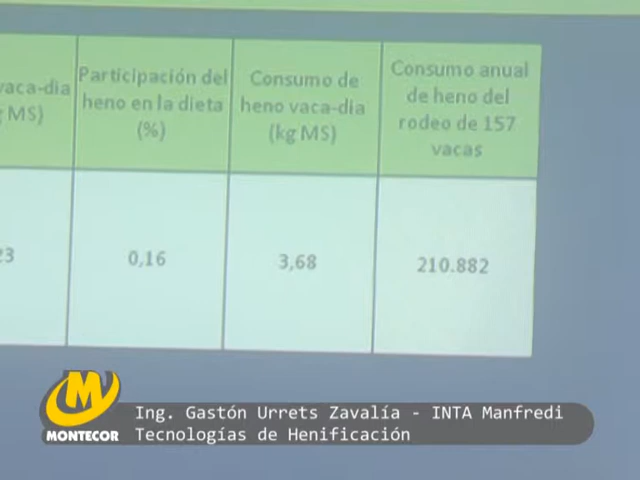 vaca-dia
MS)
23
Participación del
heno en la dieta
(%)
0,16
Consumo de
heno vaca-dia
(kg MS)
3,68
Consumo anual
de heno del
rodeo de 157
vacas
210.882
M
MONTECOR
Ing. Gastón Urrets Zavalía - INTA Manfredi
Tecnologías de Henificación